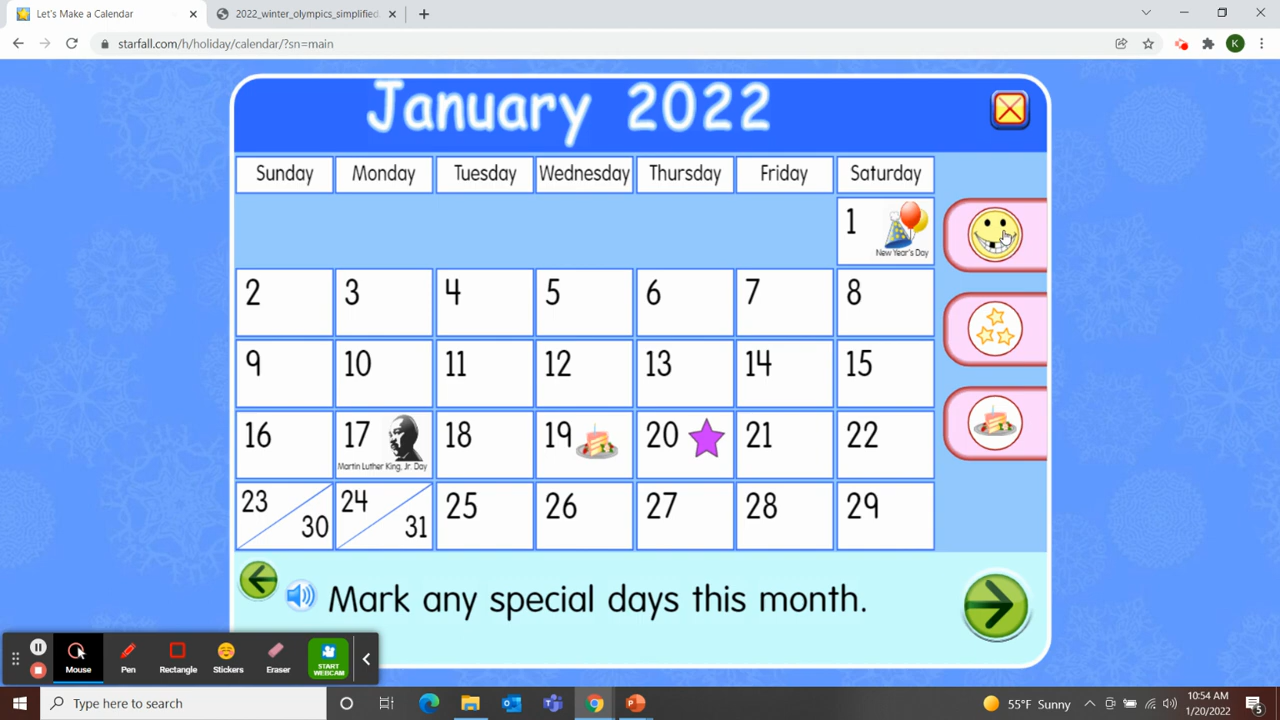 Let's Make a Calendar
2022_winter_olympics_simplified.
starfall.com/h/holiday/calendar/?sn=main
K
January 2022
Sunday Monday Tuesday Wednesday Thursday Friday Saturday
1
New Year's Day
2 3 4 5 6 7 8
9 10 11 12 13 14 15
16 17 18 19 20 21 22
Martin Luther King, Jr. Day
23 30 24 31 25 26 27 28 29
Mark any special days this month.
Mouse Pen Rectangle Stickers Eraser START WEBCAM
Type here to search
55°F Sunny
10:54 AM
1/20/2022
5